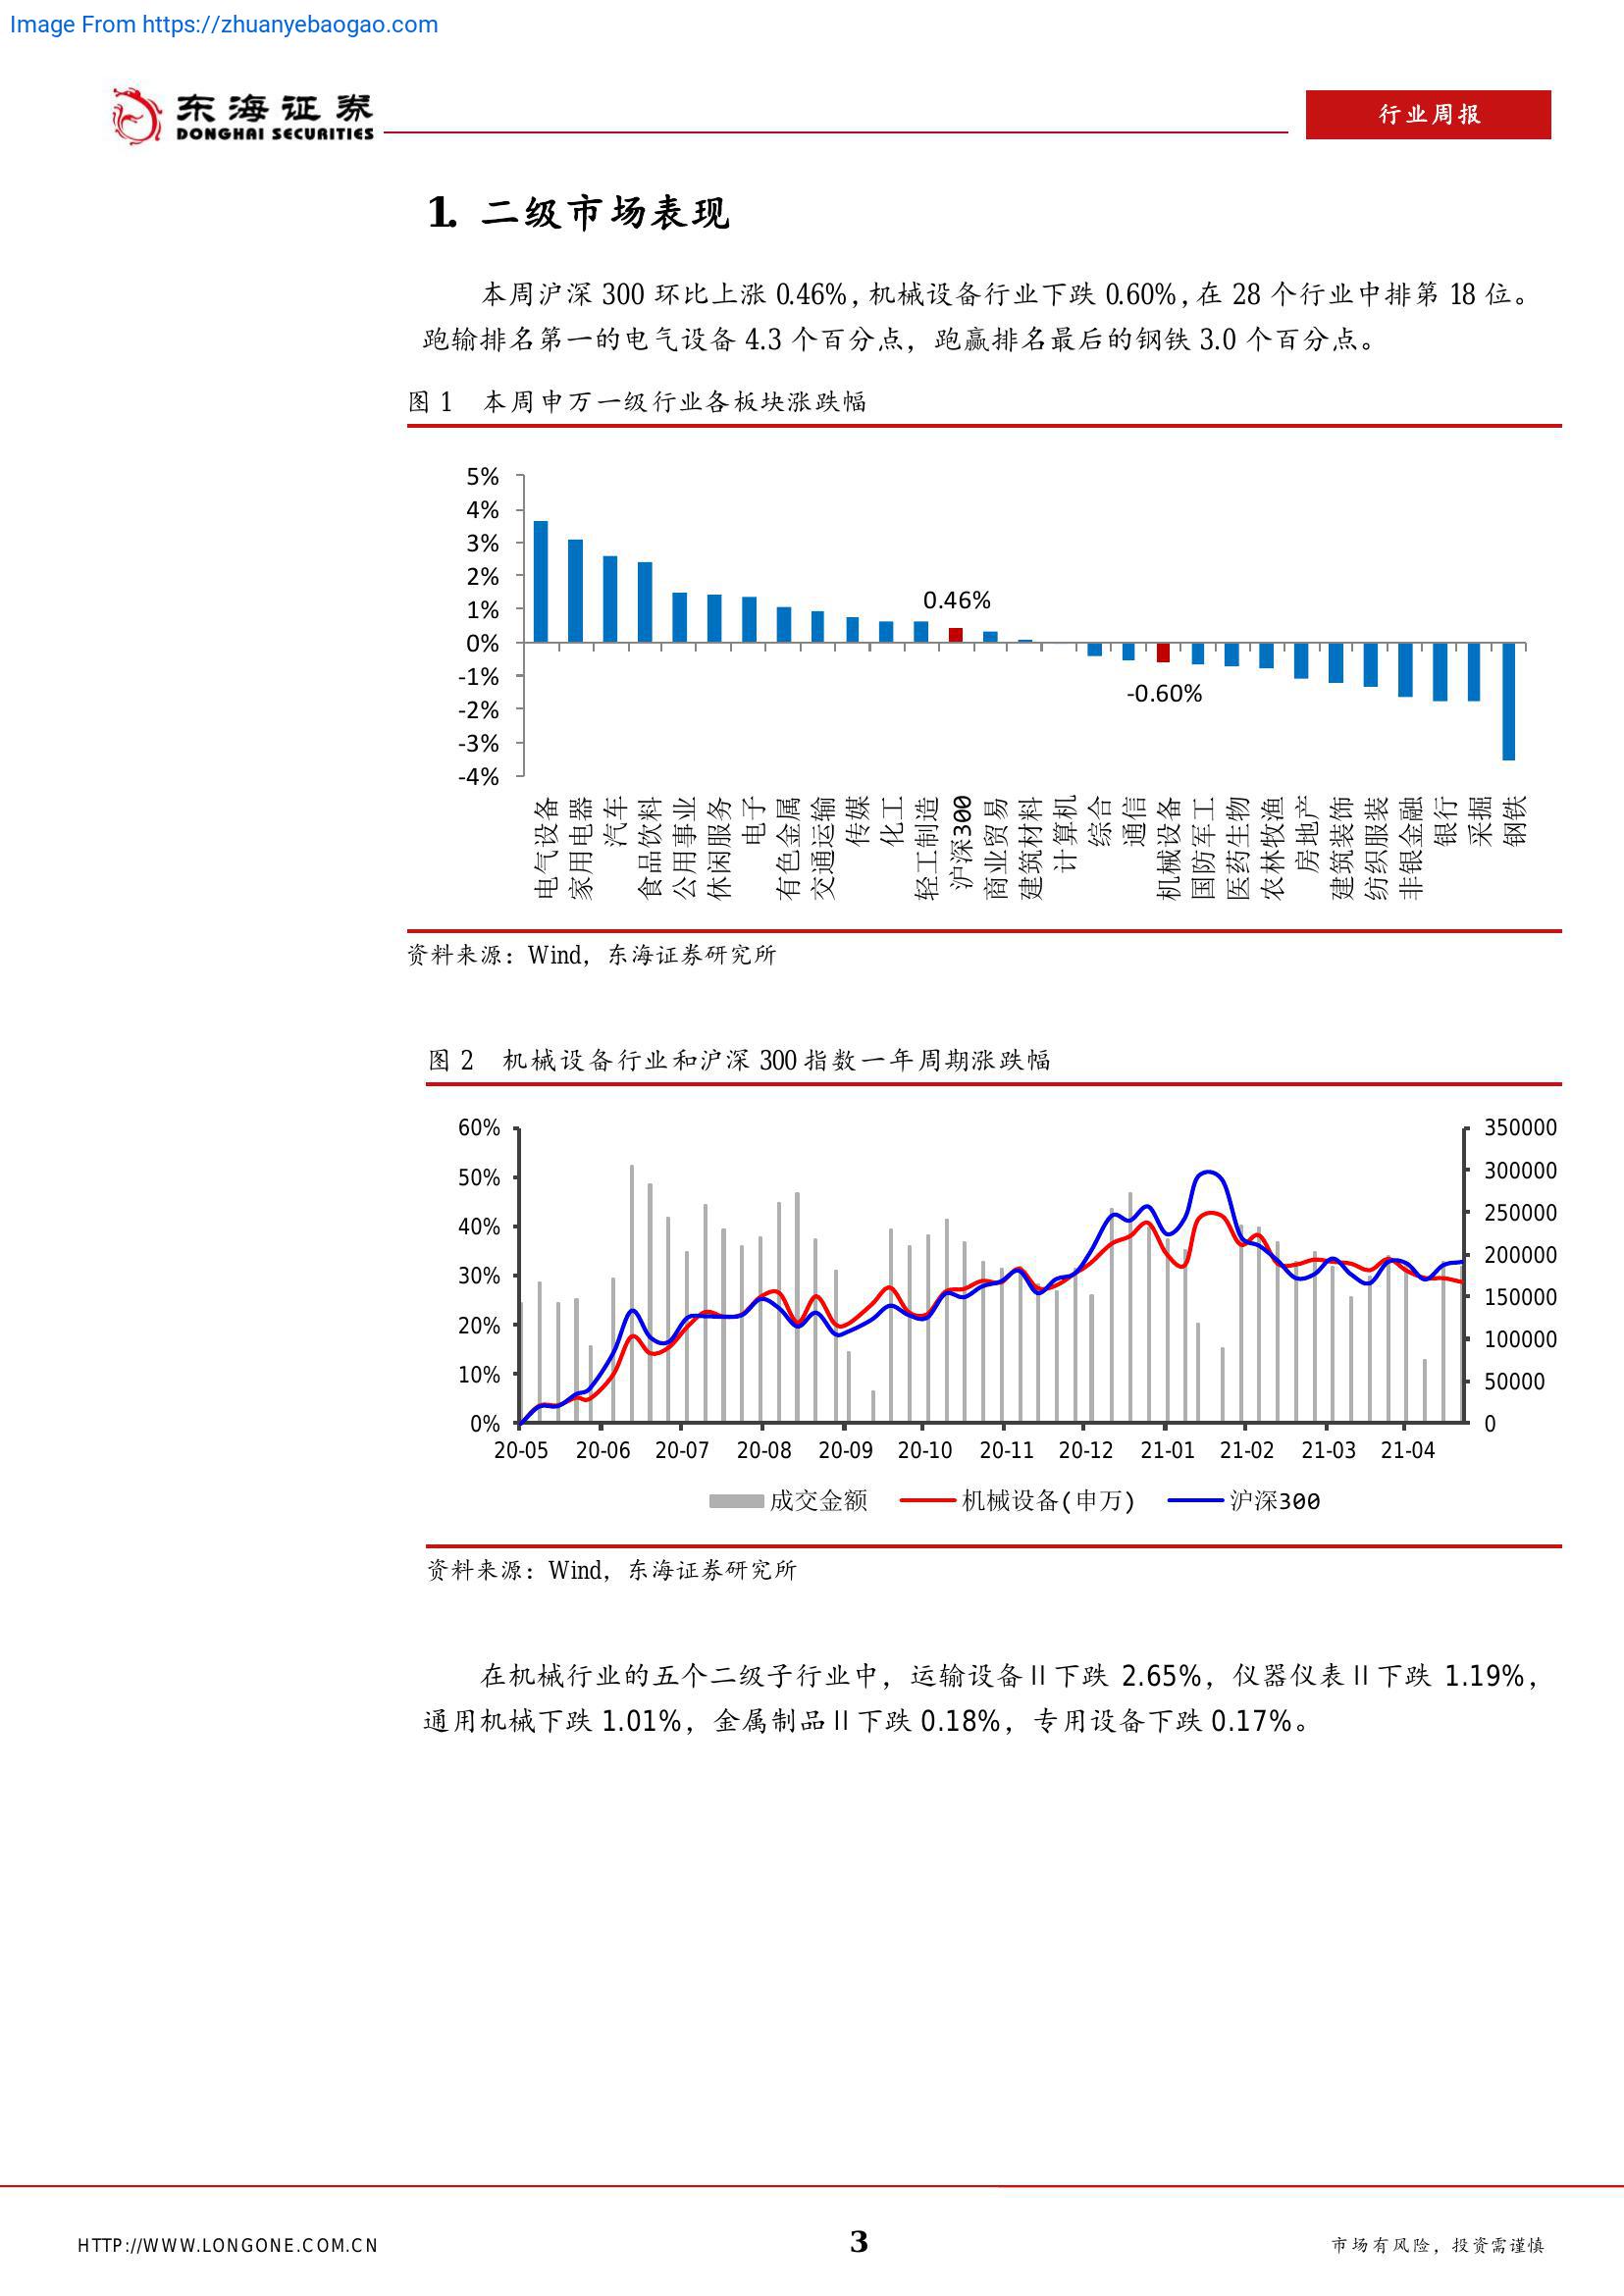 Image From https://zhuanyebaogao.com
东海证券
DONGHAI SECURITIES
行业周报
1. 二级市场表现
本周沪深 300 环比上涨 0.46%,机械设备行业下跌 0.60%,在 28 个行业中排第 18 位。
跑输排名第一的电气设备 4.3 个百分点，跑赢排名最后的钢铁 3.0 个百分点。
图 1 本周申万一级行业各板块涨跌幅
5%
4%
3%
2%
1%
0%
-1%
-2%
-3%
-4%
0.46%
-0.60%
电气设备
家用电器
汽车
食品饮料
公用事业
休闲服务
电子
有色金属
交通运输
传媒
化工
轻工制造
沪深300
商业贸易
建筑材料
计算机
综合
通信
机械设备
国防军工
医药生物
农林牧渔
房地产
建筑装饰
纺织服装
非银金融
银行
采掘
钢铁
资料来源：Wind，东海证券研究所
图 2 机械设备行业和沪深 300 指数一年周期涨跌幅
60%
50%
40%
30%
20%
10%
0%
350000
300000
250000
200000
150000
100000
50000
0
20-05 20-06 20-07 20-08 20-09 20-10 20-11 20-12 21-01 21-02 21-03 21-04
成交金额 机械设备(申万) 沪深300
资料来源：Wind，东海证券研究所
在机械行业的五个二级子行业中，运输设备Ⅱ下跌 2.65%，仪器仪表Ⅱ下跌 1.19%，
通用机械下跌 1.01%，金属制品Ⅱ下跌 0.18%，专用设备下跌 0.17%。
HTTP://WWW.LONGONE.COM.CN
3
市场有风险，投资需谨慎